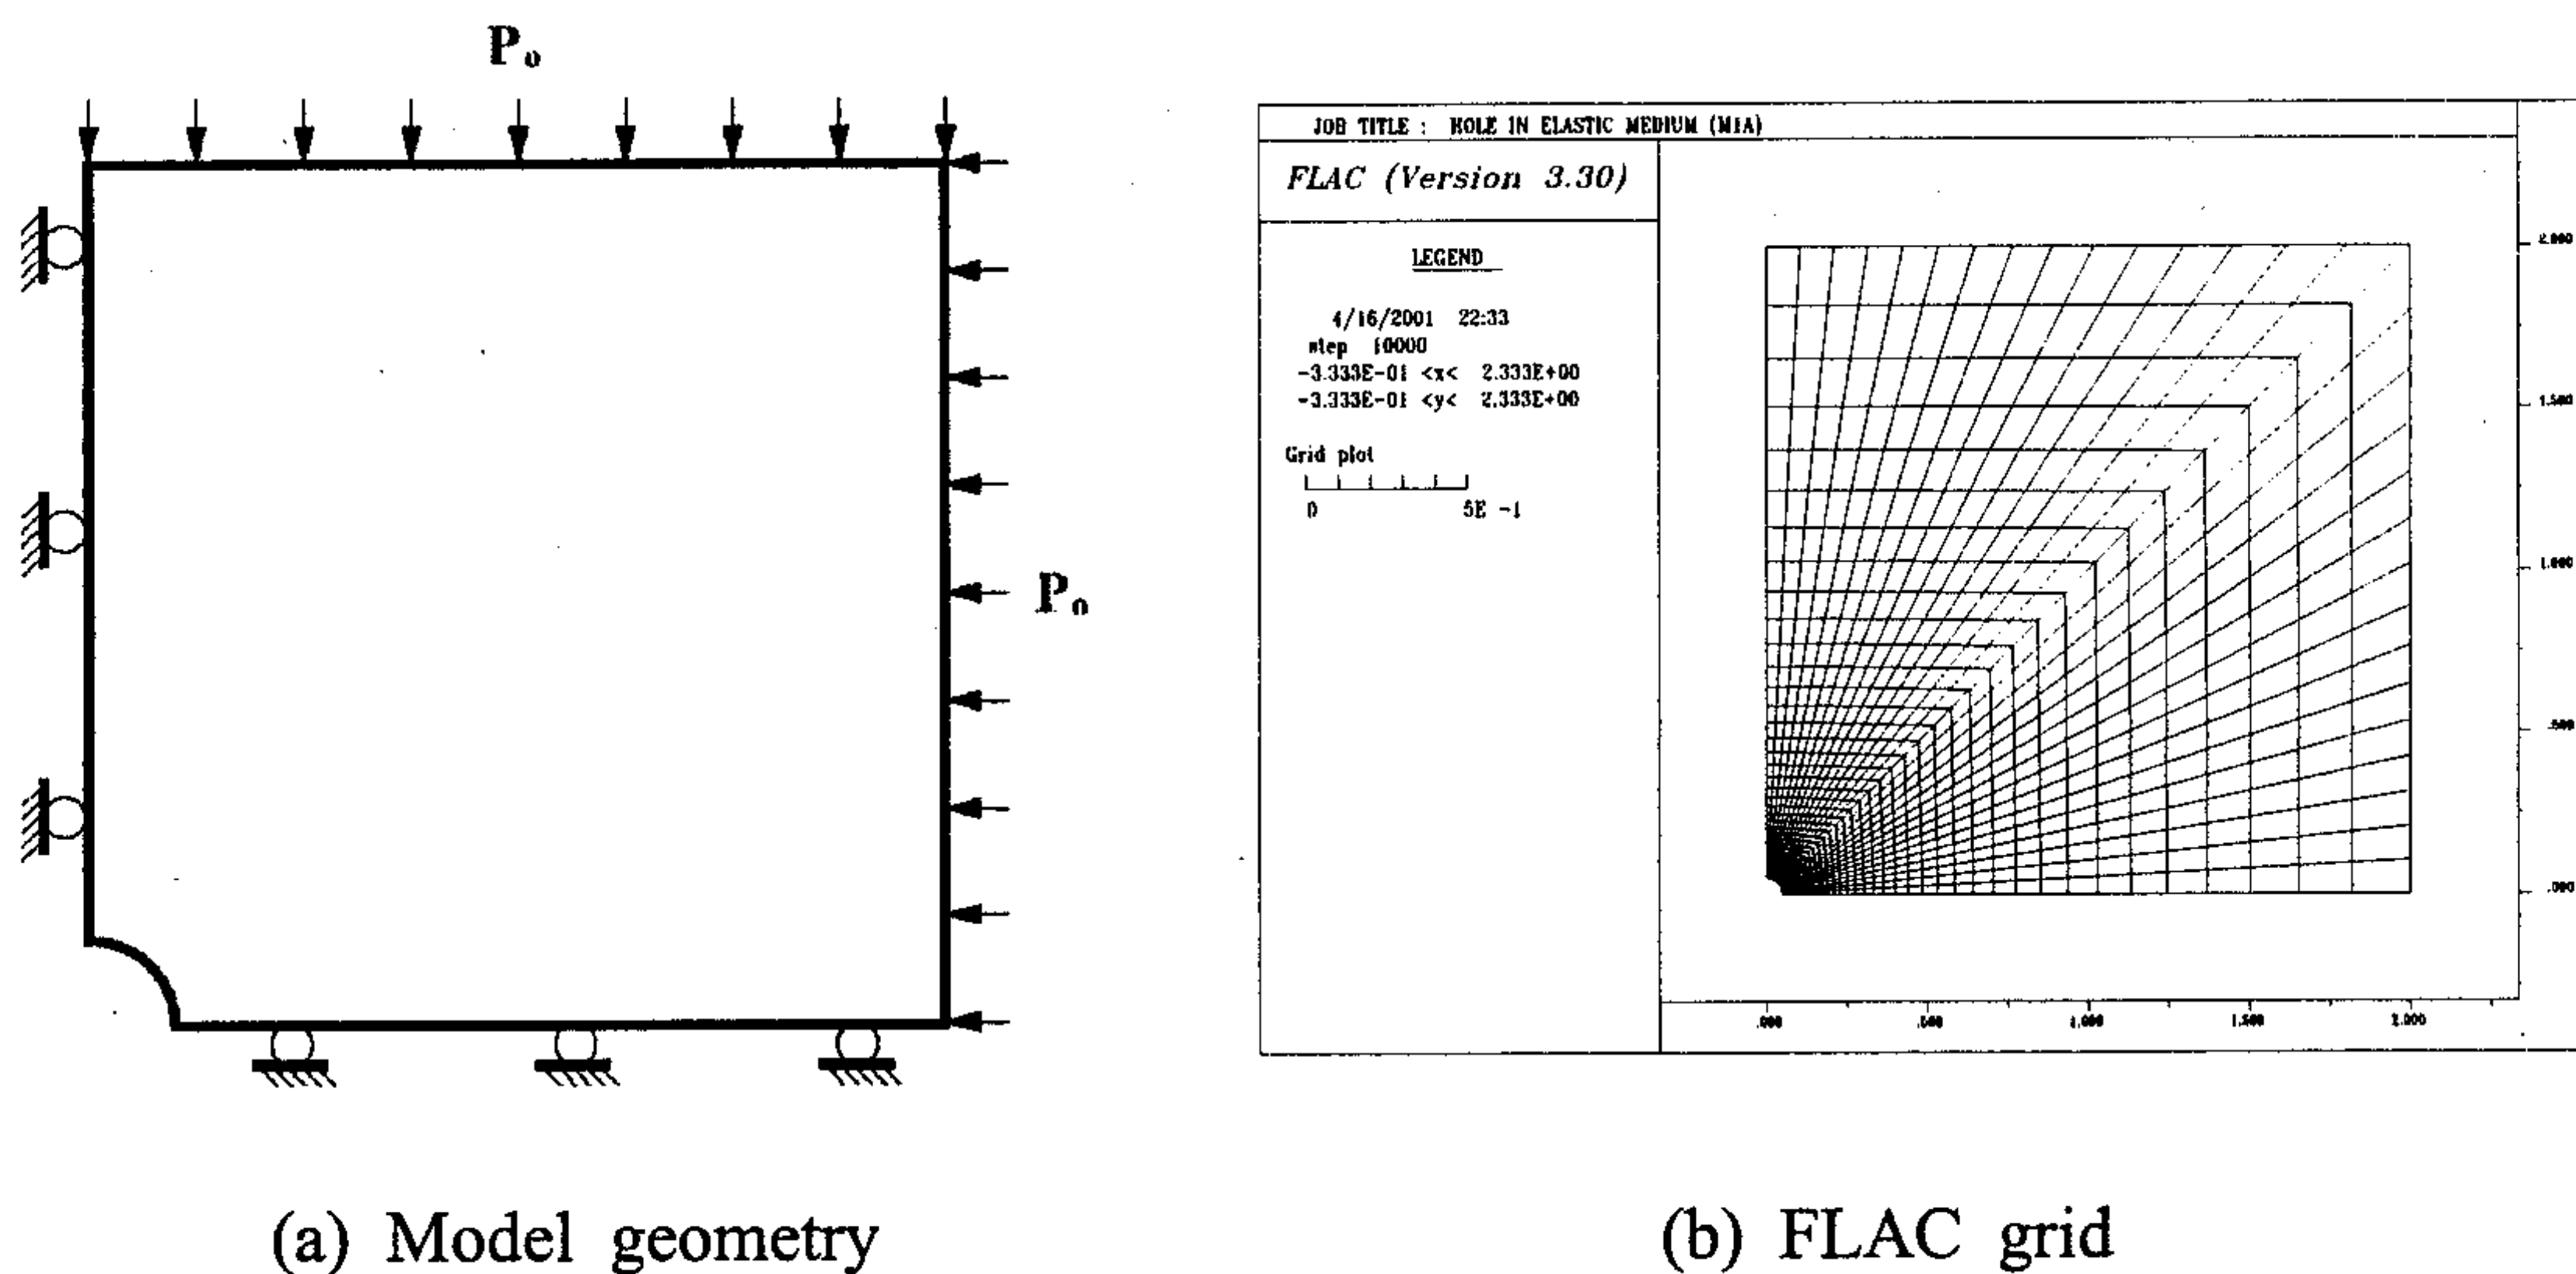 Po
Po
(a) Model geometry
JOB TITLE : HOLE IN ELASTIC MEDIUM (M1A)
FLAC (Version 3.30)
LEGEND
4/16/2001 22:33
step 10000
-3.333E-01 <x< 2.333E+00
-3.333E-01 <y< 2.333E+00
Grid plot
0 5E -1
2.000
1.500
1.000
.500
.000
.000 .500 1.000 1.500 2.000
(b) FLAC grid